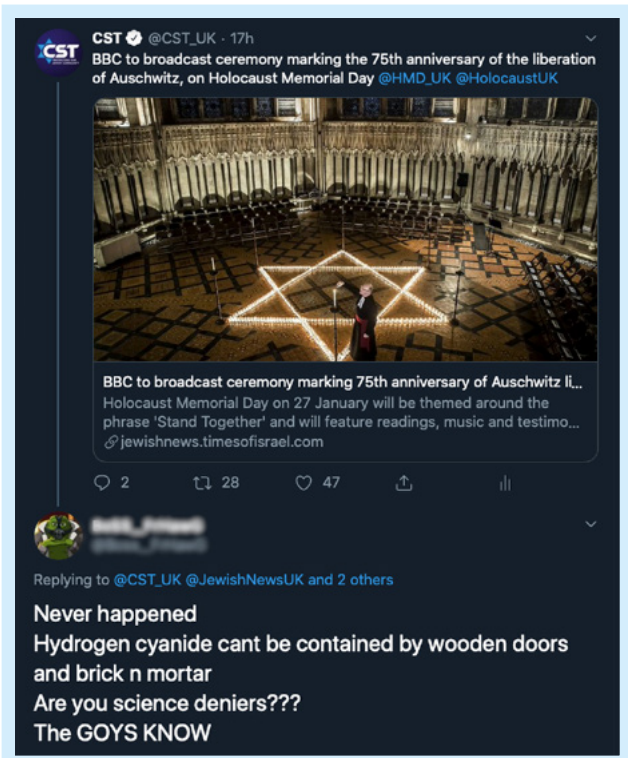 CST @CST_UK · 17h
CST
BBC to broadcast ceremony marking the 75th anniversary of the liberation
of Auschwitz, on Holocaust Memorial Day @HMD_UK @HolocaustUK
BBC to broadcast ceremony marking 75th anniversary of Auschwitz li...
Holocaust Memorial Day on 27 January will be themed around the
phrase 'Stand Together' and will feature readings, music and testimo...
jewishnews.timesofisrael.com
2 28 47
Replying to @CST_UK @JewishNewsUK and 2 others
Never happened
Hydrogen cyanide cant be contained by wooden doors
and brick n mortar
Are you science deniers???
The GOYS KNOW